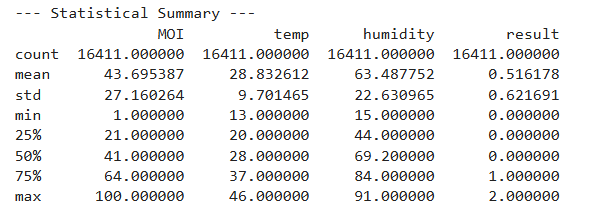 --- Statistical Summary ---
MOI temp humidity result
count 16411.000000 16411.000000 16411.000000 16411.000000
mean 43.695387 28.832612 63.487752 0.516178
std 27.160264 9.701465 22.630965 0.621691
min 1.000000 13.000000 15.000000 0.000000
25% 21.000000 20.000000 44.000000 0.000000
50% 41.000000 28.000000 69.200000 0.000000
75% 64.000000 37.000000 84.000000 1.000000
max 100.000000 46.000000 91.000000 2.000000